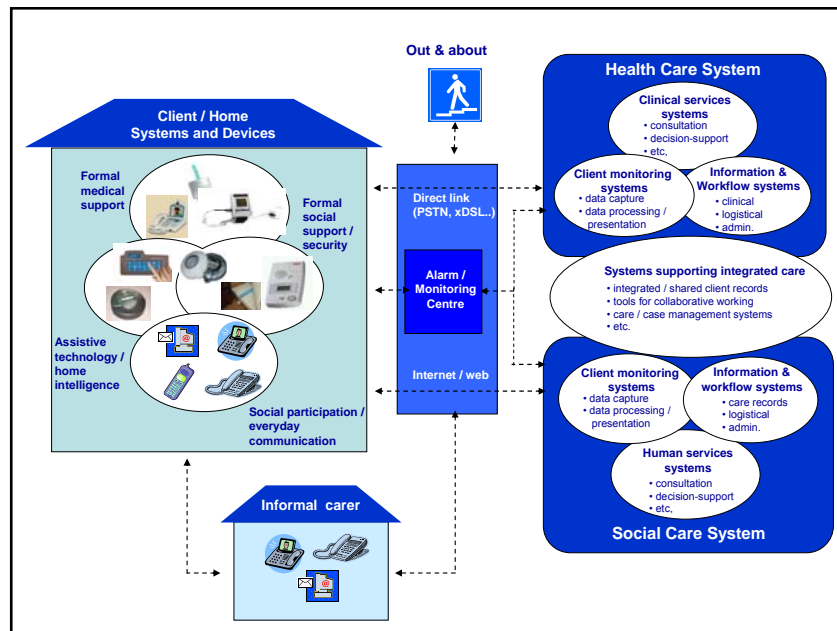 Out & about
Client / Home
Systems and Devices
Formal
medical
support
Formal
social
support /
security
Assistive
technology /
home
intelligence
Social participation /
everyday
communication
Direct link
(PSTN, xDSL..)
Alarm /
Monitoring
Centre
Internet / web
Informal carer
Health Care System
Clinical services
systems
• consultation
• decision-support
• etc,
Client monitoring
systems
• data capture
• data processing /
presentation
Information &
Workflow systems
• clinical
• logistical
• admin.
Systems supporting integrated care
• integrated / shared client records
• tools for collaborative working
• care / case management systems
• etc.
Client monitoring
systems
• data capture
• data processing /
presentation
Information &
workflow systems
• care records
• logistical
• admin.
Human services
systems
• consultation
• decision-support
• etc,
Social Care System